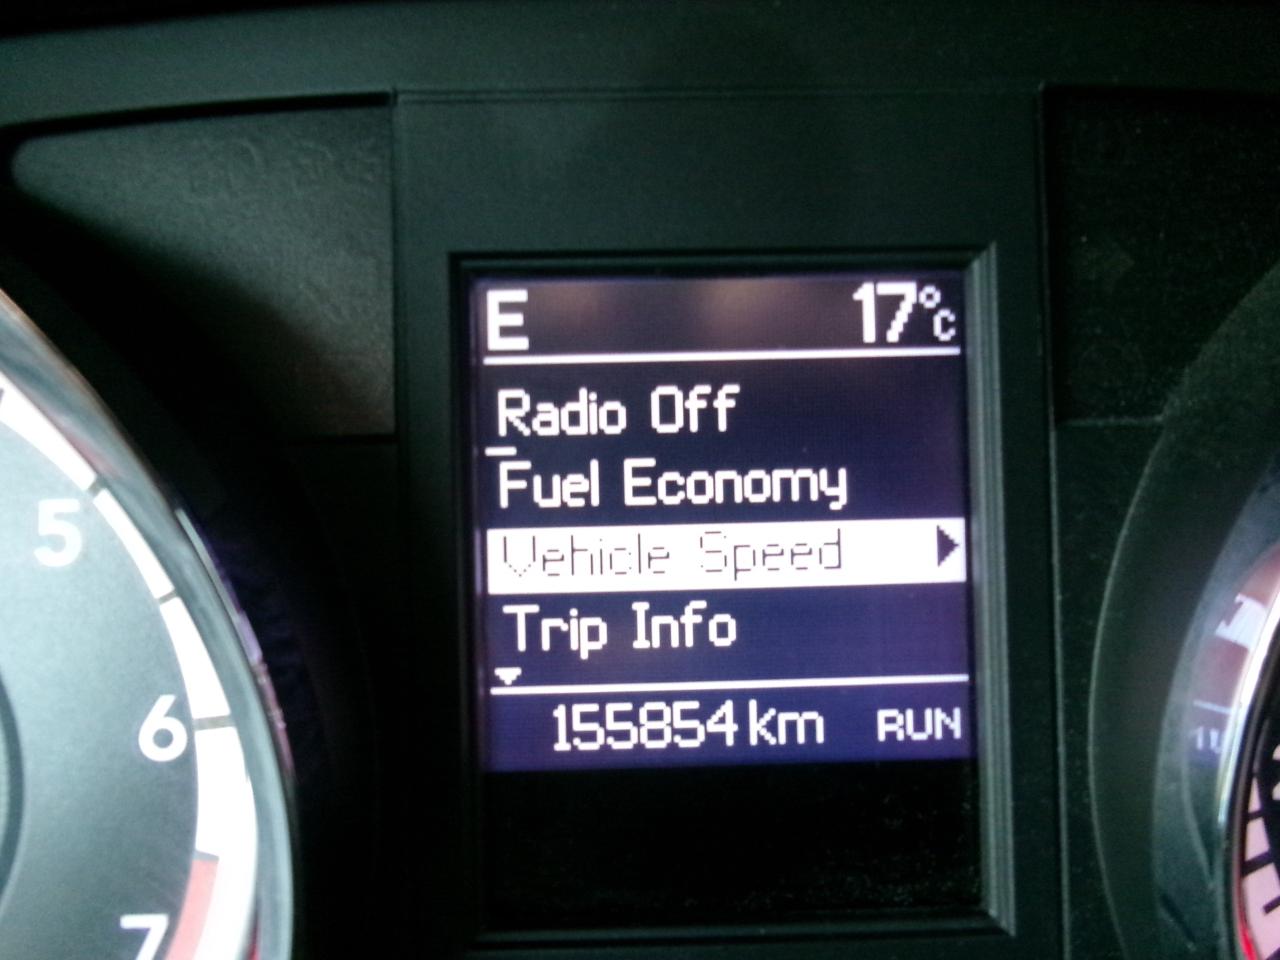 E 17°C
Radio Off
Fuel Economy
Vehicle Speed
Trip Info
155854 km RUN
5
6
7